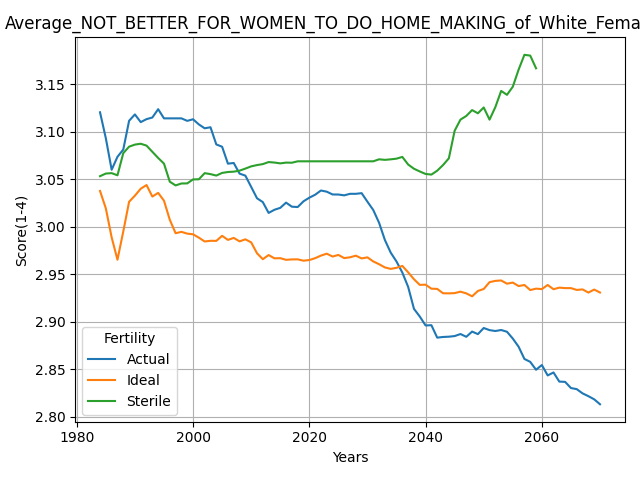 Average_NOT_BETTER_FOR_WOMEN_TO_DO_HOME_MAKING_of_White_Fema
3.15
3.10
3.05
3.00
2.95
2.90
2.85
2.80
Score(1-4)
Fertility
Actual
Ideal
Sterile
1980
2000
2020
2040
2060
Years